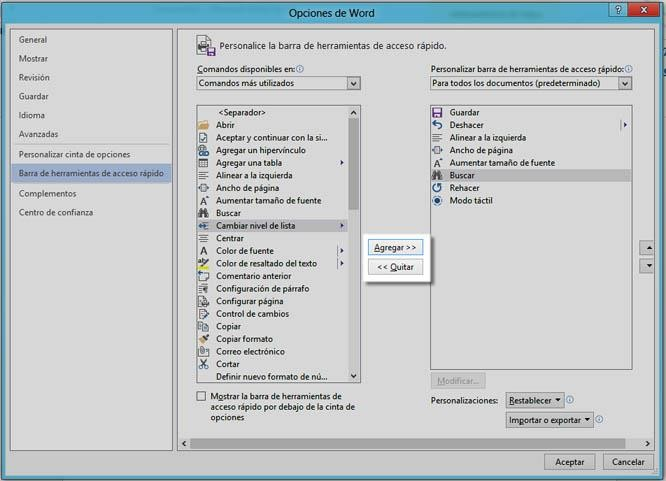 Opciones de Word
General
Mostrar
Revisión
Guardar
Idioma
Avanzadas
Personalizar cinta de opciones
Barra de herramientas de acceso rápido
Complementos
Centro de confianza
Personalice la barra de herramientas de acceso rápido.
Comandos disponibles en:
Comandos más utilizados
<Separador>
Abrir
Aceptar y continuar con la si...
Agregar un hipervínculo
Agregar una tabla
Alinear a la izquierda
Ancho de página
Aumentar tamaño de fuente
Buscar
Cambiar nivel de lista
Centrar
Color de fuente
Color de resaltado del texto
Comentario anterior
Configuración de párrafo
Configurar página
Control de cambios
Copiar
Copiar formato
Correo electrónico
Cortar
Definir nuevo formato de nú...
Mostrar la barra de herramientas de
acceso rápido por debajo de la cinta de
opciones
Agregar >>
<< Quitar
Personalizar barra de herramientas de acceso rápido:
Para todos los documentos (predeterminado)
Guardar
Deshacer
Alinear a la izquierda
Ancho de página
Aumentar tamaño de fuente
Buscar
Rehacer
Modo táctil
Modificar...
Personalizaciones:
Restablecer
Importar o exportar
Aceptar
Cancelar